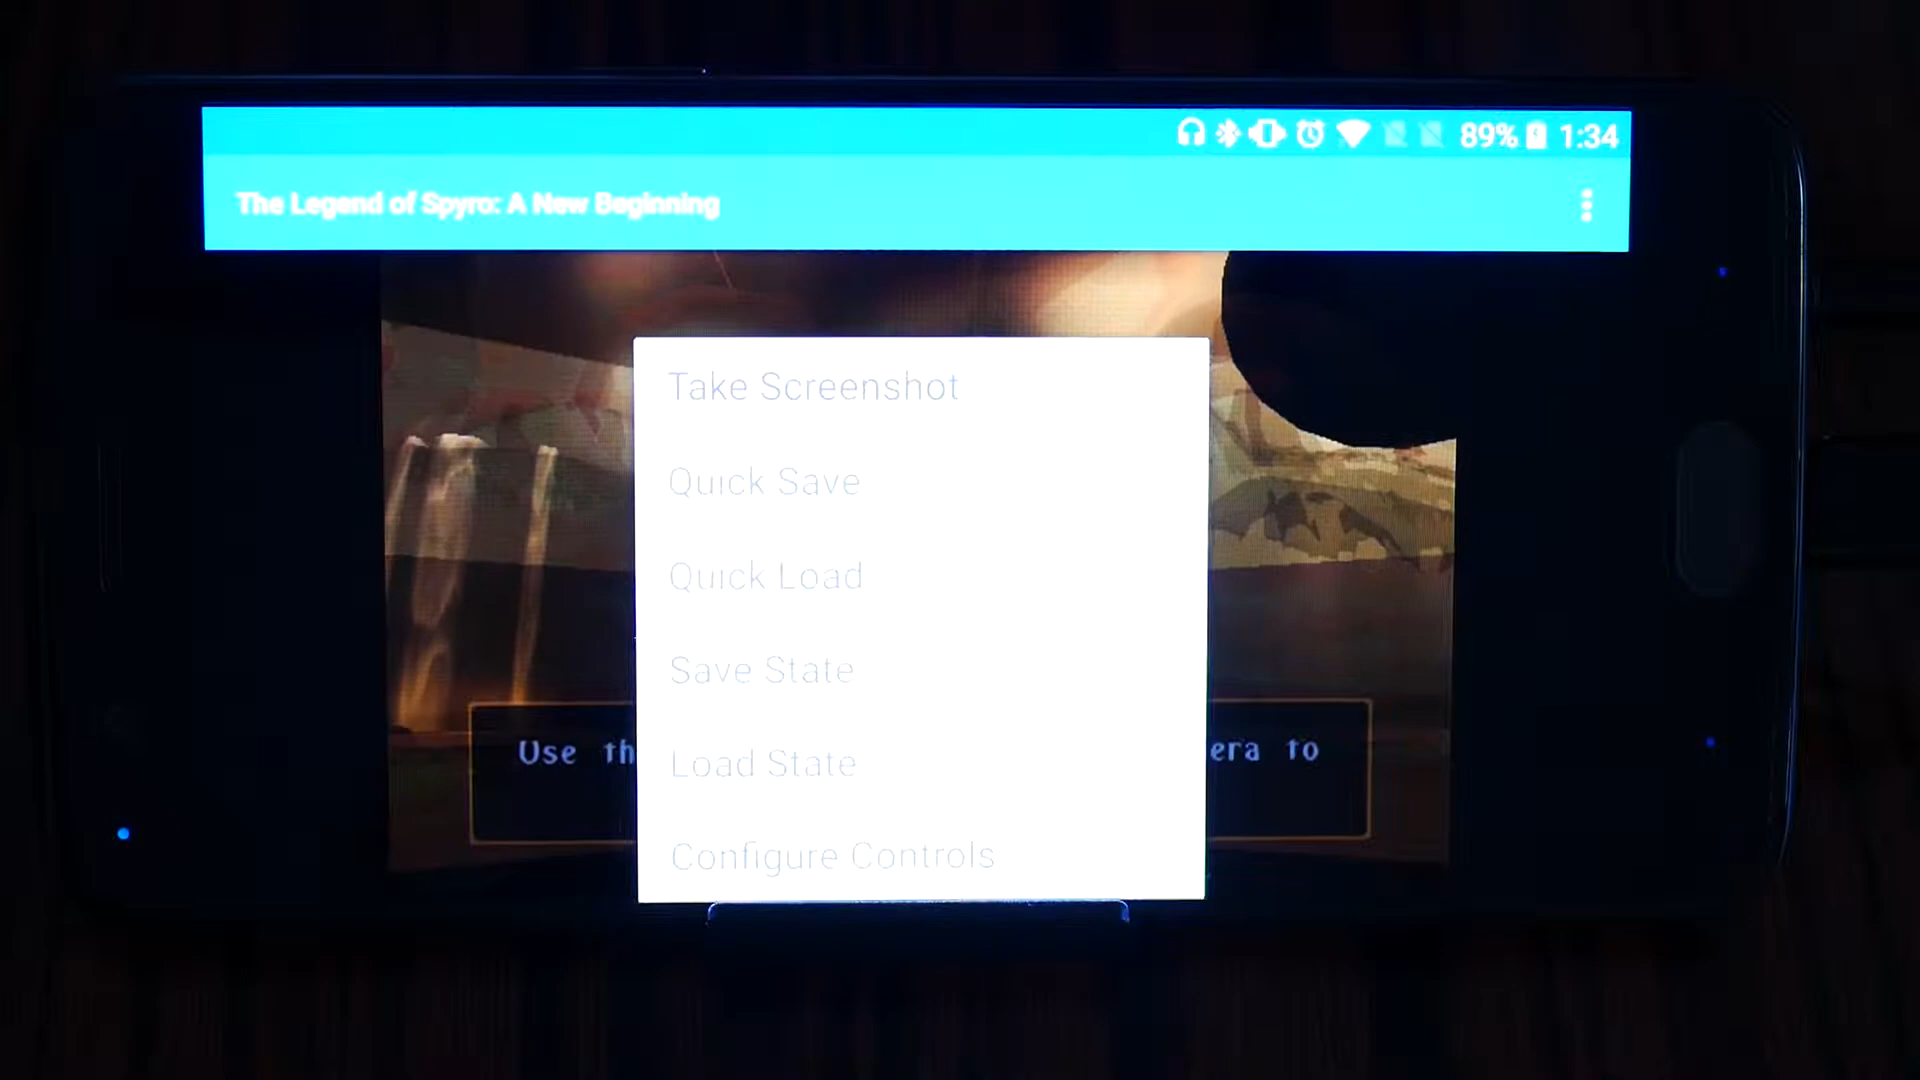 89% 1:34
The Legend of Spyro: A New Beginning
Take Screenshot
Quick Save
Quick Load
Save State
Load State
Configure Controls
Use th
era to